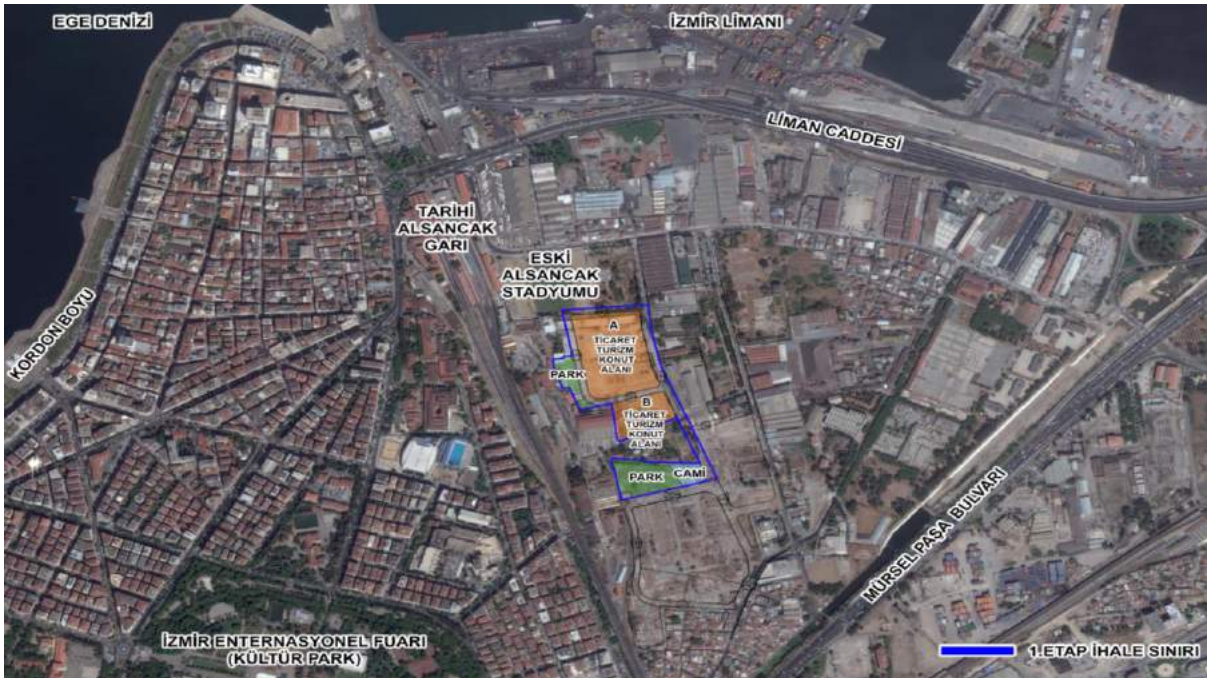 EGE DENİZİ
İZMİR LİMANI
LİMAN CADDESİ
TARİHİ
ALSANCAK
GARI
ESKİ
ALSANCAK
STADYUMU
KORDON BOYU
A
TİCARET
TURİZM
KONUT
ALANI
PARK
B
TİCARET
TURİZM
KONUT
ALANI
PARK
CAMİ
MÜRSEL PAŞA BULVARI
İZMİR ENTERNASYONEL FUARI
(KÜLTÜR PARK)
1.ETAP İHALE SINIRI